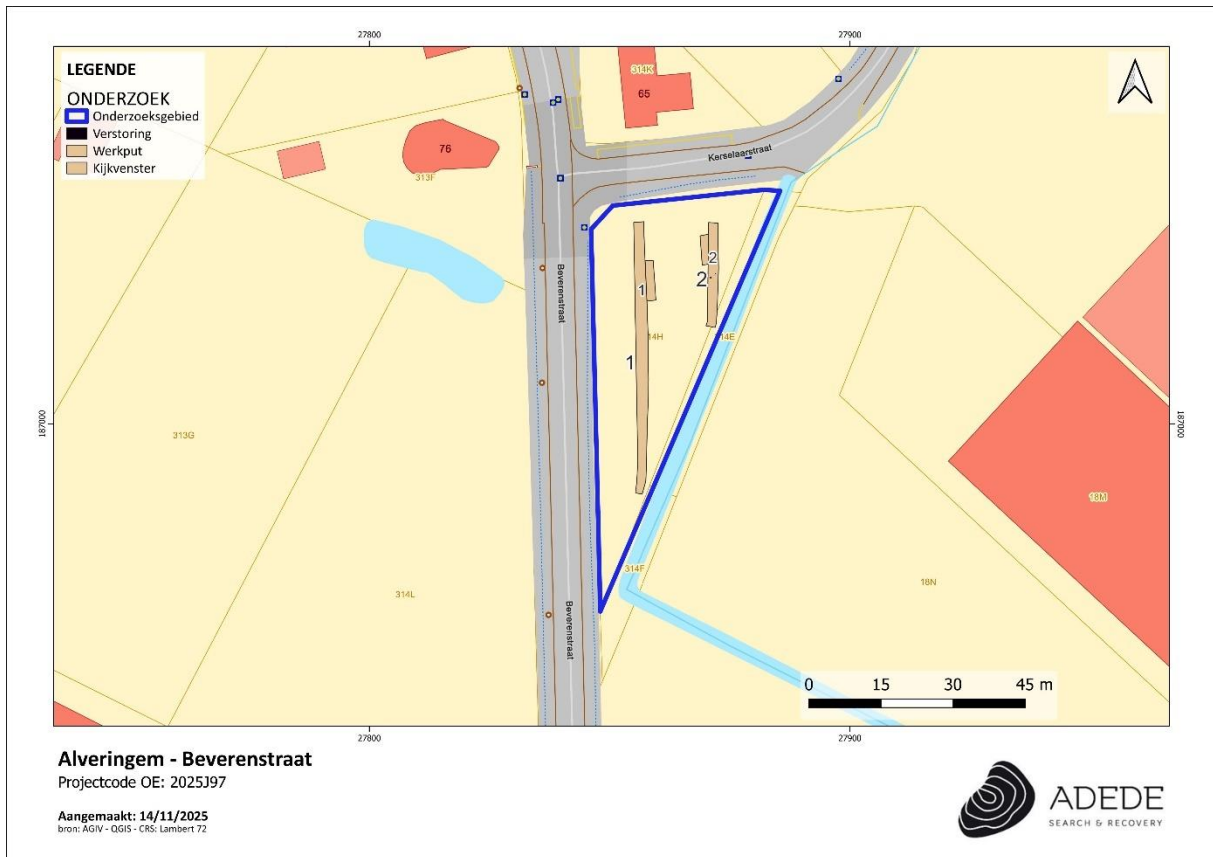 27800
27900
LEGENDE
ONDERZOEK
Onderzoeksgebied
Verstoring
Werkput
Kijkvenster
314K
65
76
313F
Kerselaarstraat
Beverenstraat
1
2
2
1
14H
14E
187000
187000
313G
18M
314F
18N
314L
Beverenstraat
0 15 30 45 m
27800
27900
Alveringem - Beverenstraat
Projectcode OE: 2025J97
Aangemaakt: 14/11/2025
bron: AGIV - QGIS - CRS: Lambert 72
ADEDE
SEARCH & RECOVERY